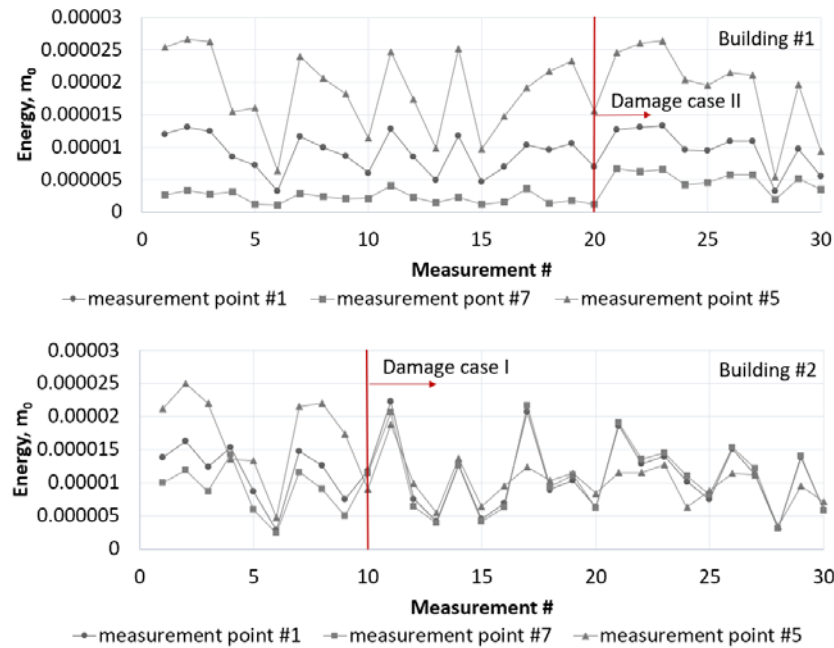 0.00003
0.000025
0.00002
0.000015
0.00001
0.000005
0
Energy, m0
Building #1
Damage case II
0 5 10 15 20 25 30
Measurement #
measurement point #1 measurement pont #7 measurement point #5
0.00003
0.000025
0.00002
0.000015
0.00001
0.000005
0
Energy, m0
Damage case I
Building #2
0 5 10 15 20 25 30
Measurement #
measurement point #1 measurement point #7 measurement point #5